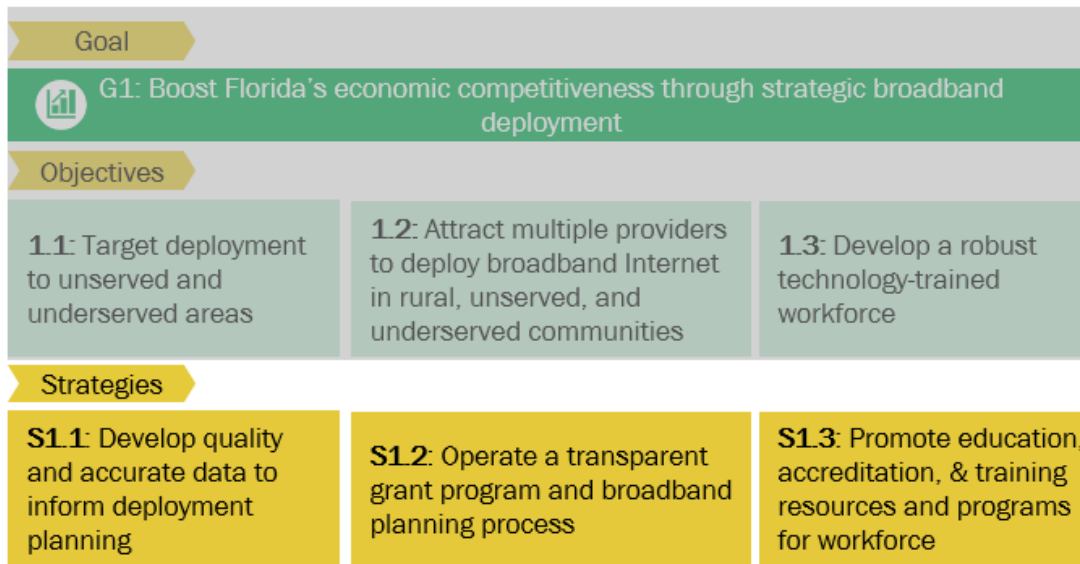 Goal
G1: Boost Florida's economic competitiveness through strategic broadband
deployment
Objectives
1.1: Target deployment
to unserved and
underserved areas
1.2: Attract multiple providers
to deploy broadband Internet
in rural, unserved, and
underserved communities
1.3: Develop a robust
technology-trained
workforce
Strategies
S1.1: Develop quality
and accurate data to
inform deployment
planning
S1.2: Operate a transparent
grant program and broadband
planning process
S1.3: Promote education,
accreditation, & training
resources and programs
for workforce